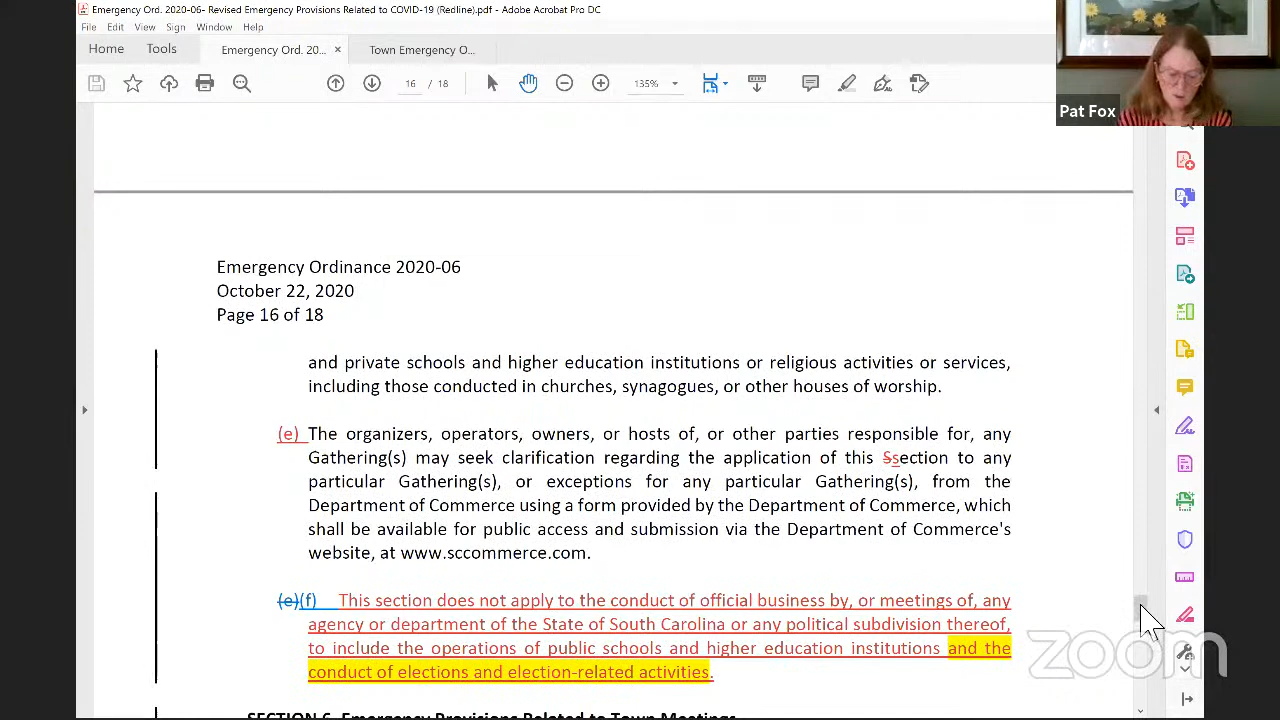 Emergency Ord. 2020-06- Revised Emergency Provisions Related to COVID-19 (Redline).pdf - Adobe Acrobat Pro DC
File Edit View Sign Window Help
Home Tools Emergency Ord. 20... × Town Emergency O...
16 / 18 135%
Pat Fox
Emergency Ordinance 2020-06
October 22, 2020
Page 16 of 18
and private schools and higher education institutions or religious activities or services,
including those conducted in churches, synagogues, or other houses of worship.
(e) The organizers, operators, owners, or hosts of, or other parties responsible for, any
Gathering(s) may seek clarification regarding the application of this Ssection to any
particular Gathering(s), or exceptions for any particular Gathering(s), from the
Department of Commerce using a form provided by the Department of Commerce, which
shall be available for public access and submission via the Department of Commerce's
website, at www.sccommerce.com.
(e)(f) This section does not apply to the conduct of official business by, or meetings of, any
agency or department of the State of South Carolina or any political subdivision thereof,
to include the operations of public schools and higher education institutions and the
conduct of elections and election-related activities.
zoom
SECTION 6. Emergency Provisions Related to Town Meetings